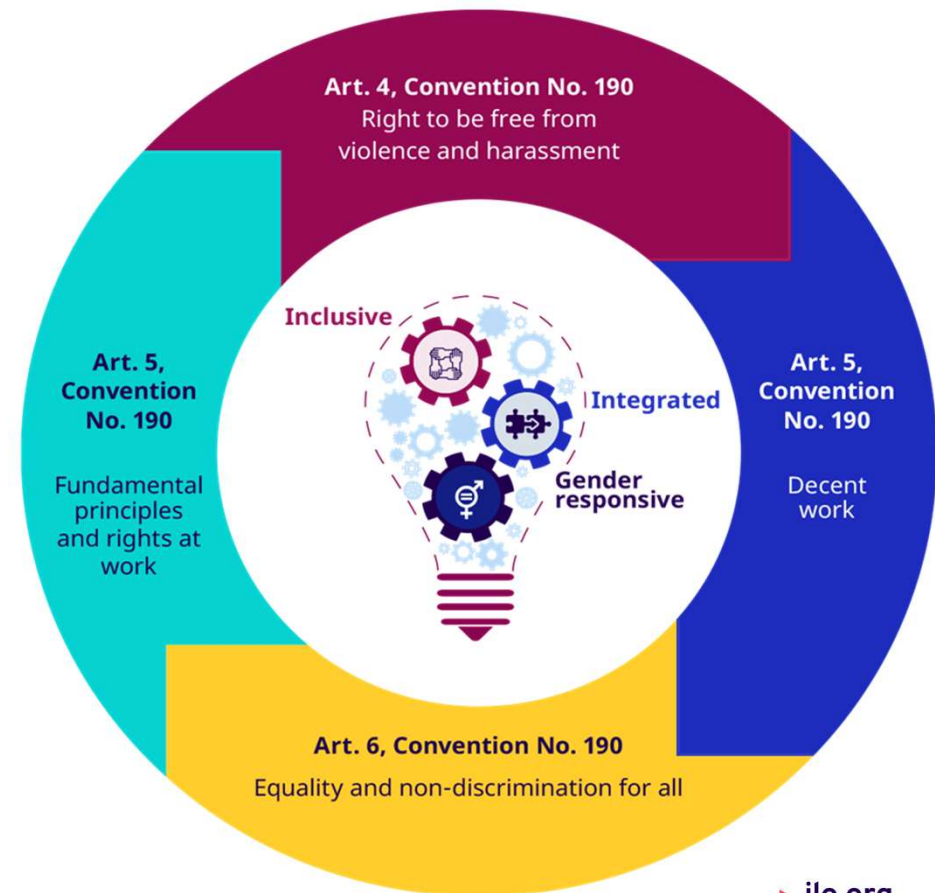 Art. 4, Convention No. 190
Right to be free from
violence and harassment
Inclusive
Integrated
Gender
responsive
Art. 5,
Convention
No. 190
Fundamental
principles
and rights at
work
Art. 5,
Convention
No. 190
Decent
work
Art. 6, Convention No. 190
Equality and non-discrimination for all
ilo.org